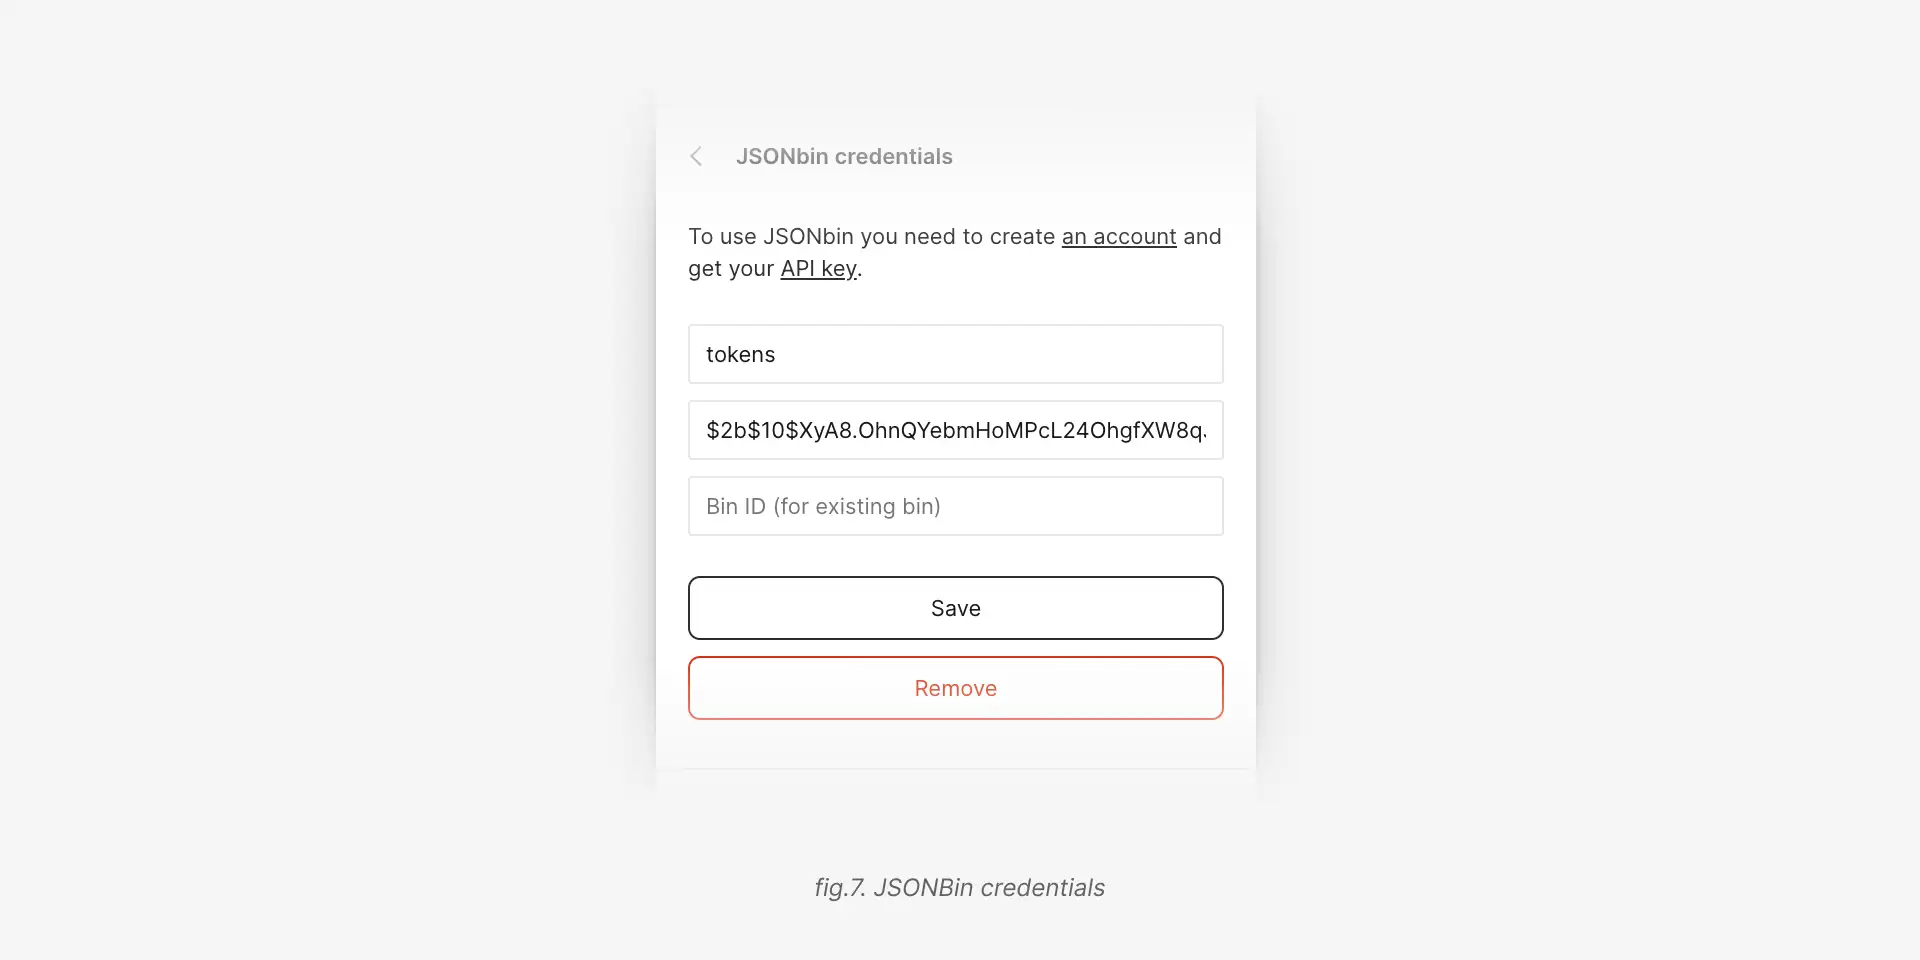 JSONbin credentials
To use JSONbin you need to create an account and
get your API key.
tokens
$2b$10$XyA8.OhnQYebmHoMPcL24OhgfXW8q
Bin ID (for existing bin)
Save
Remove
fig.7. JSONBin credentials